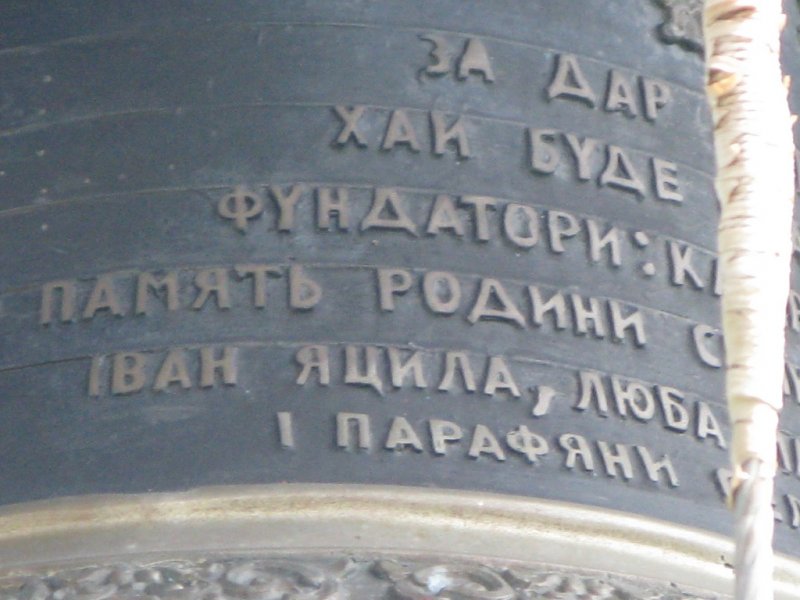 ЗА ДАР
ХАЙ БУДЕ
ФУНДАТОРИ:
ПАМЯТЬ РОДИНИ
ІВАН ЯЦИЛА, ЛЮБА
І ПАРАФЯНИ